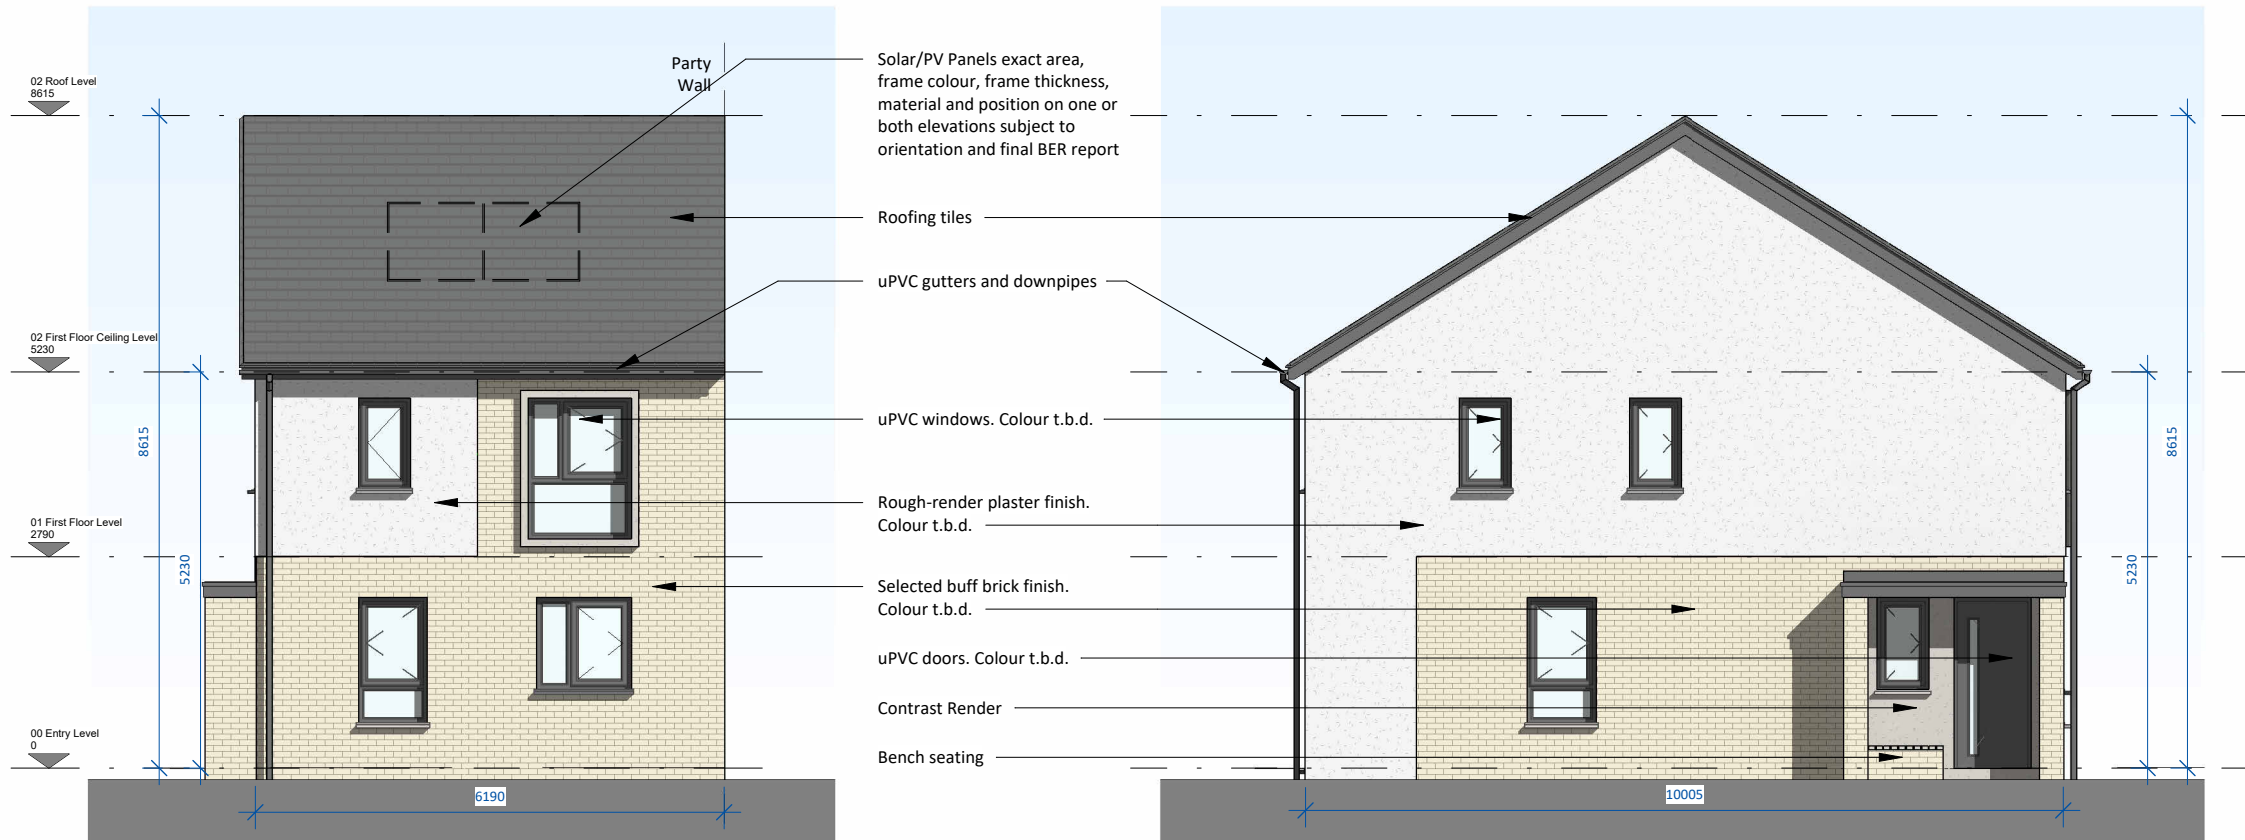 02 Roof Level
8615
02 First Floor Ceiling Level
5230
01 First Floor Level
2790
00 Entry Level
0
8615
5230
6190
Party
Wall
Solar/PV Panels exact area,
frame colour, frame thickness,
material and position on one or
both elevations subject to
orientation and final BER report
Roofing tiles
uPVC gutters and downpipes
uPVC windows. Colour t.b.d.
Rough-render plaster finish.
Colour t.b.d.
Selected buff brick finish.
Colour t.b.d.
uPVC doors. Colour t.b.d.
Contrast Render
Bench seating
10005
5230
8615